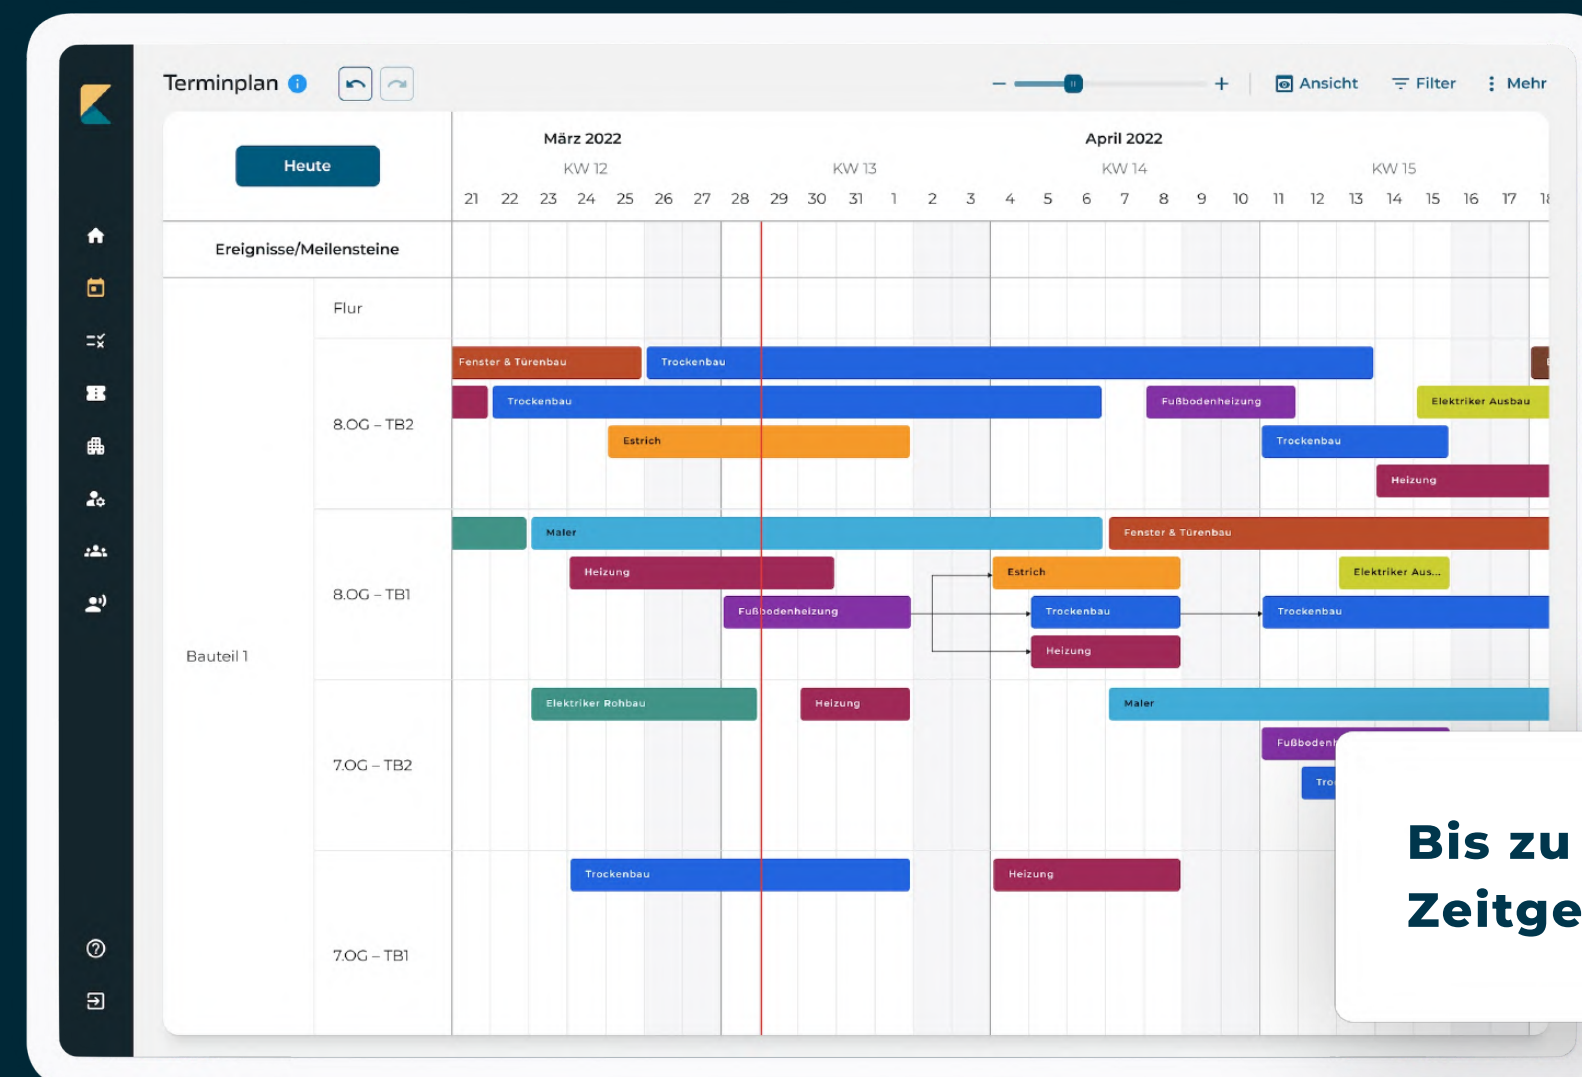 Terminplan
Ansicht Filter Mehr
Heute
März 2022 April 2022
KW 12 KW 13 KW 14 KW 15
21 22 23 24 25 26 27 28 29 30 31 1 2 3 4 5 6 7 8 9 10 11 12 13 14 15 16 17 18
Ereignisse/Meilensteine
Bauteil 1
Flur
8.OG – TB2
Fenster & Türenbau Trockenbau
Trockenbau Fußbodenheizung Elektriker Ausbau
Estrich Trockenbau
Heizung
8.OG – TB1
Maler Fenster & Türenbau
Heizung Estrich Elektriker Aus...
Fußbodenheizung Trockenbau Trockenbau
Heizung
7.OG – TB2
Elektriker Rohbau Heizung Maler
Fußbodenh
Tro
7.OG – TB1
Trockenbau Heizung
Bis zu
Zeitge